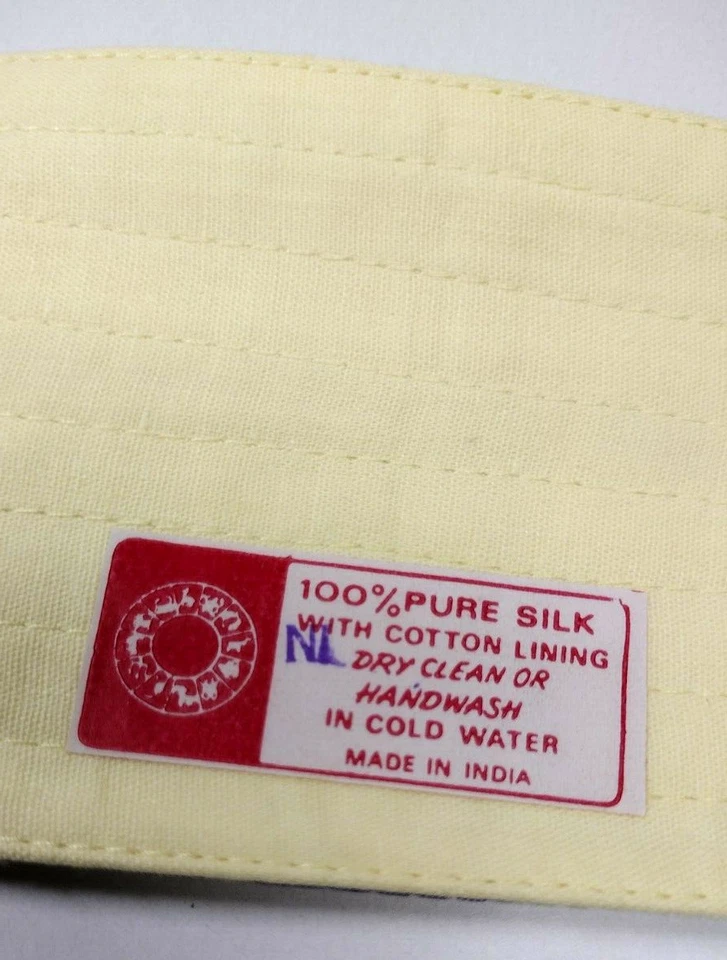 100% PURE SILK
WITH COTTON LINING
NL
DRY CLEAN OR
HANDWASH
IN COLD WATER
MADE IN INDIA